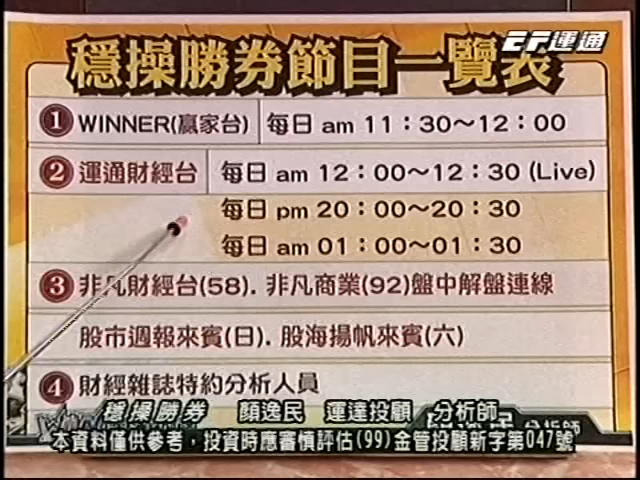 EF運通
穩操勝券節目一覽表
1 WINNER(贏家台) 每日 am 11：30～12：00
2 運通財經台 每日 am 12：00～12：30 (Live)
每日 pm 20：00～20：30
每日 am 01：00～01：30
3 非凡財經台(58). 非凡商業(92)盤中解盤連線
股市週報來賓(日). 股海揚帆來賓(六)
4 財經雜誌特約分析人員
穩操勝券 顏逸民 運達投顧 分析師
分析師
本資料僅供參考，投資時應審慎評估(99)金管投顧新字第047號